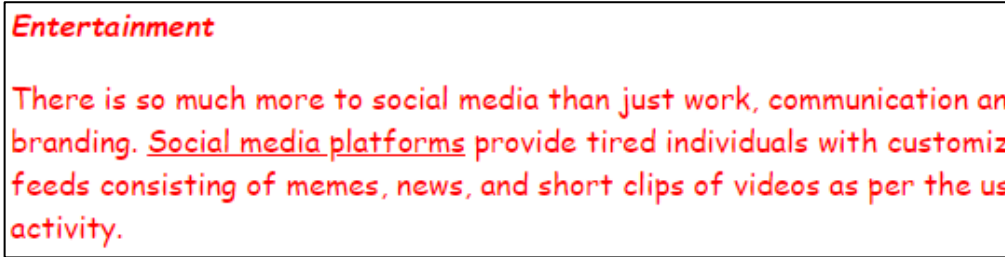 Entertainment
There is so much more to social media than just work, communication an
branding. Social media platforms provide tired individuals with customiz
feeds consisting of memes, news, and short clips of videos as per the us
activity.